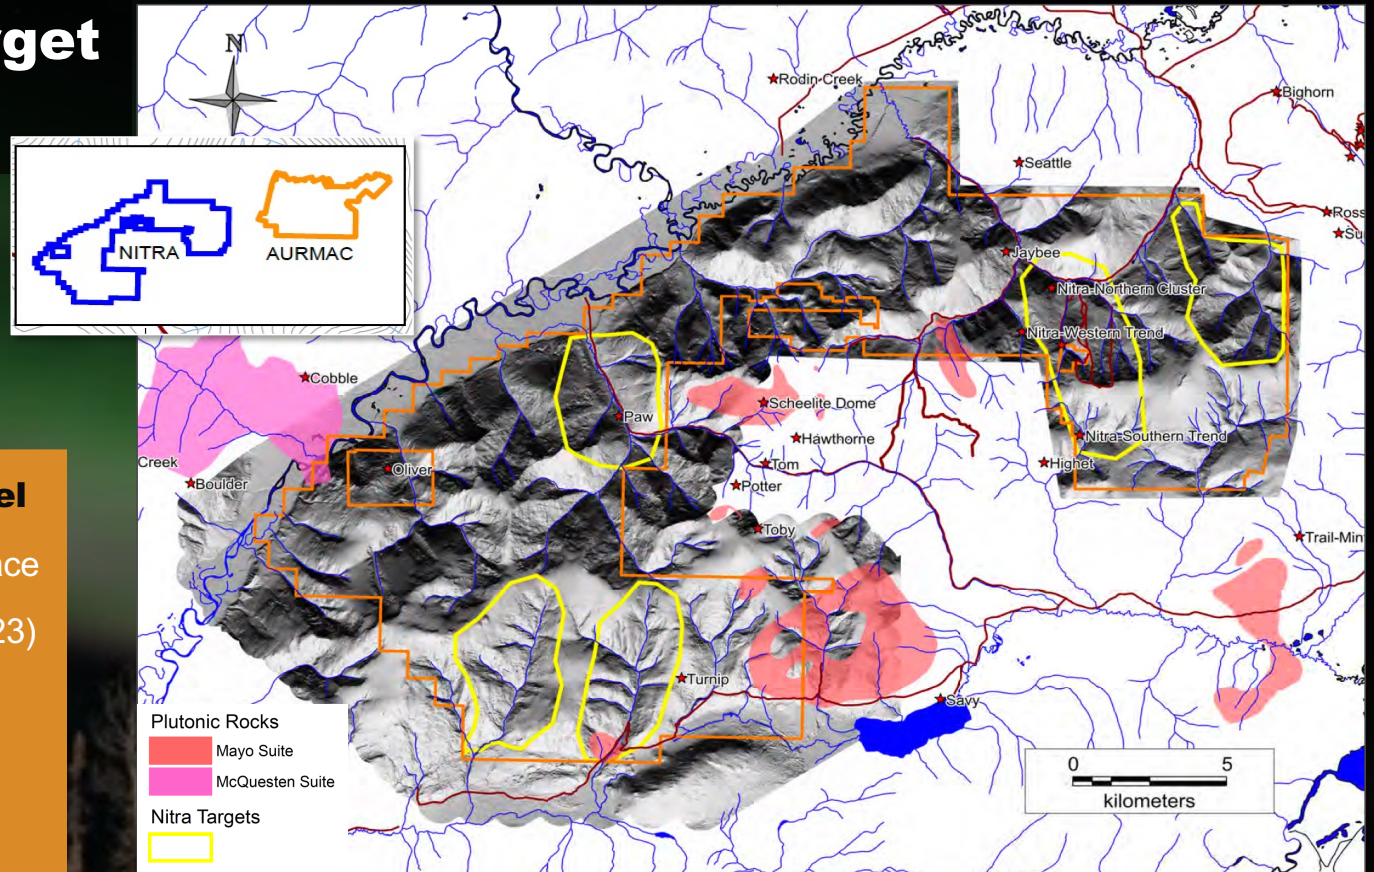 rget
N
Rodin-Creek
Bighorn
Seattle
NITRA
AURMAC
Ross
Su
Jaybee
Nitra-Northern Cluster
Nitra-Western Trend
Cobble
Scheelite Dome
Paw
Hawthorne
Nitra-Southern Trend
Creek
Oliver
Tom
Highet
Boulder
Potter
el
Toby
Trail-Min
ace
23)
Turnip
Savy
Plutonic Rocks
Mayo Suite
McQuesten Suite
Nitra Targets
0 5
kilometers